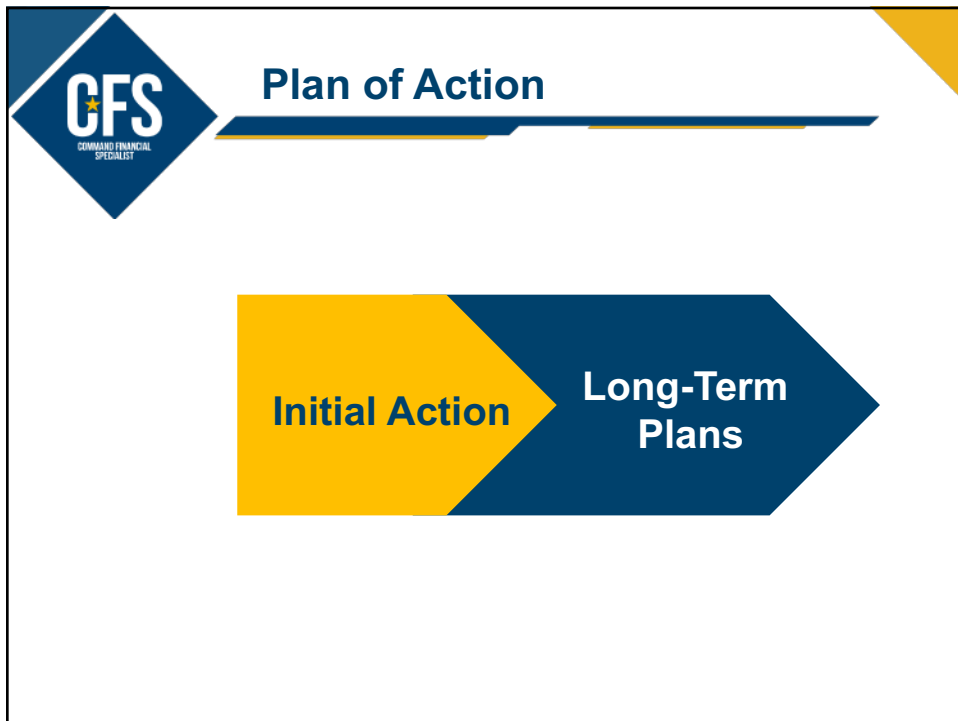 CFS
COMMAND FINANCIAL
SPECIALIST
Plan of Action
Initial Action
Long-Term
Plans